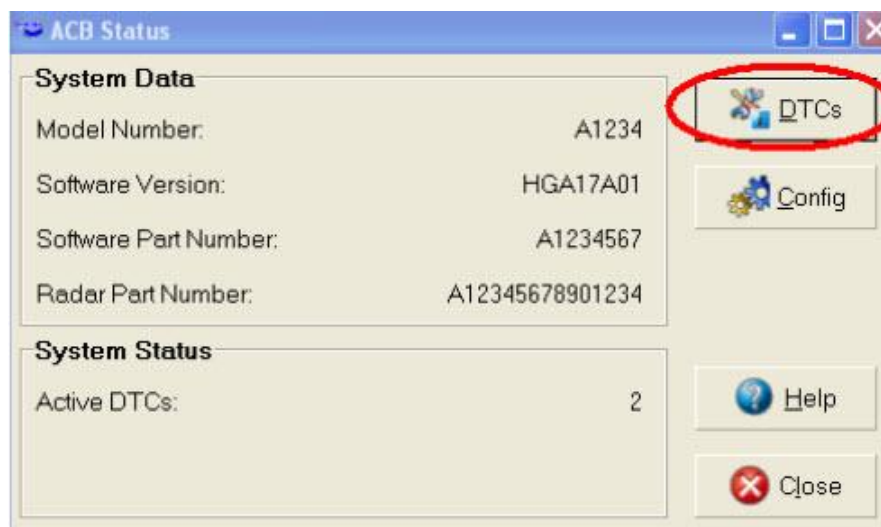 ACB Status
System Data
Model Number: A1234
Software Version: HGA17A01
Software Part Number: A1234567
Radar Part Number: A12345678901234
System Status
Active DTCs: 2
DTCs
Config
Help
Close